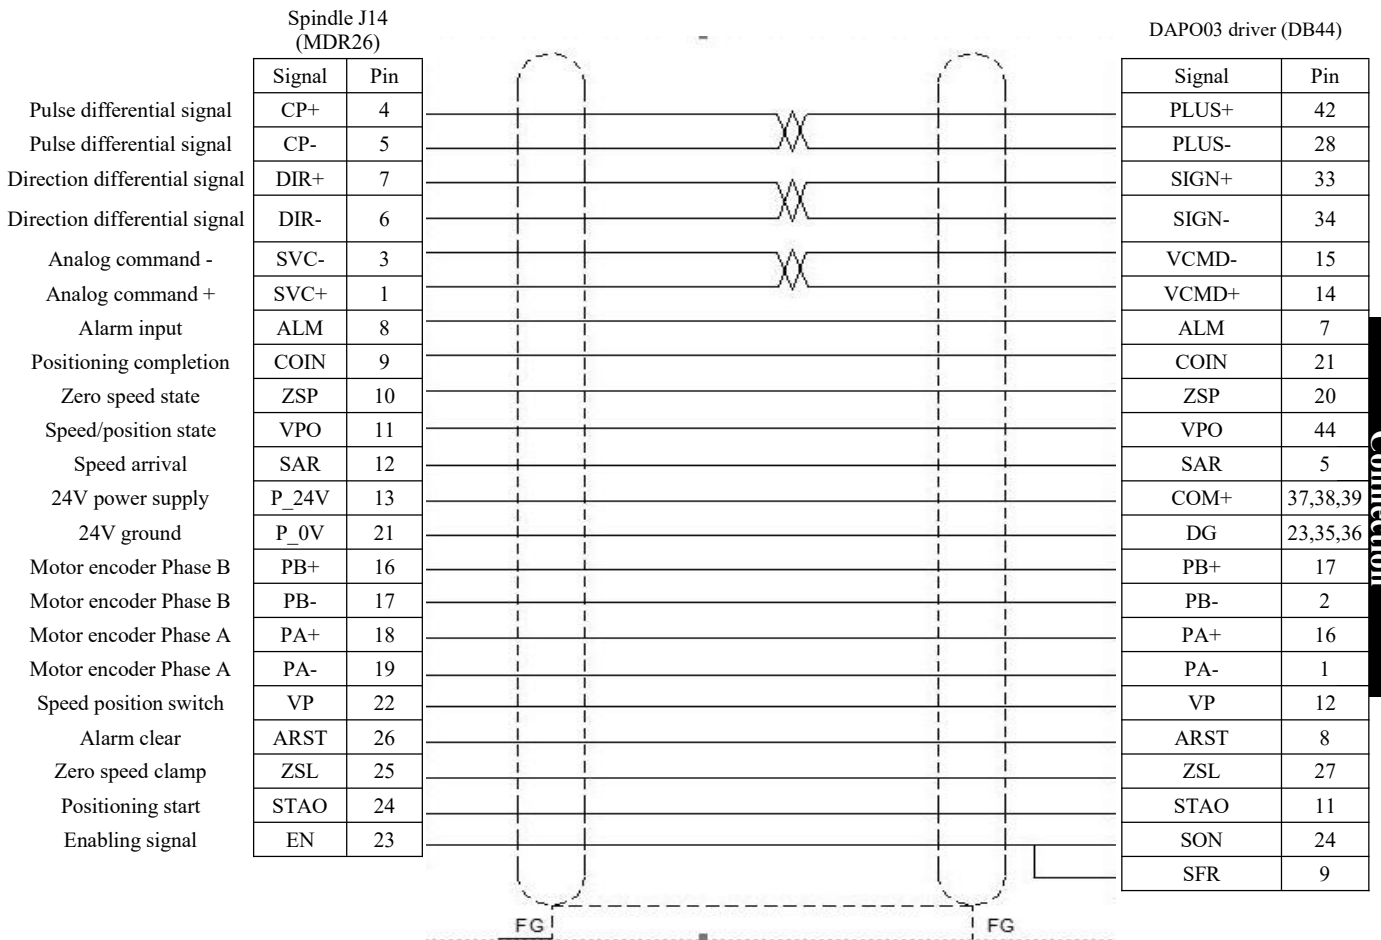 Spindle J14
(MDR26)
DAPO03 driver (DB44)
Signal Pin Signal Pin
Pulse differential signal CP+ 4 PLUS+ 42
Pulse differential signal CP- 5 PLUS- 28
Direction differential signal DIR+ 7 SIGN+ 33
Direction differential signal DIR- 6 SIGN- 34
Analog command - SVC- 3 VCMD- 15
Analog command + SVC+ 1 VCMD+ 14
Alarm input ALM 8 ALM 7
Positioning completion COIN 9 COIN 21
Zero speed state ZSP 10 ZSP 20
Speed/position state VPO 11 VPO 44
Speed arrival SAR 12 SAR 5
24V power supply P_24V 13 COM+ 37,38,39
24V ground P_0V 21 DG 23,35,36
Motor encoder Phase B PB+ 16 PB+ 17
Motor encoder Phase B PB- 17 PB- 2
Motor encoder Phase A PA+ 18 PA+ 16
Motor encoder Phase A PA- 19 PA- 1
Speed position switch VP 22 VP 12
Alarm clear ARST 26 ARST 8
Zero speed clamp ZSL 25 ZSL 27
Positioning start STAO 24 STAO 11
Enabling signal EN 23 SON 24
SFR 9
FG FG
Connection